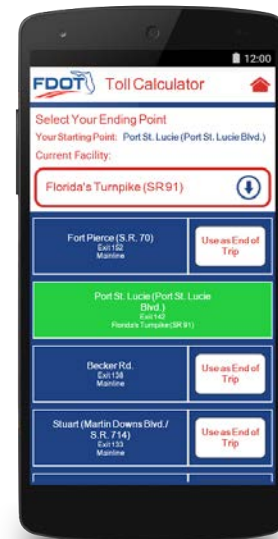 12:00
FDOT Toll Calculator
Select Your Ending Point
Your Starting Point: Port St. Lucie (Port St. Lucie Blvd.)
Current Facility:
Florida's Turnpike (SR 91)
Fort Pierce (S.R. 70)
Exit 152
Mainline
Use as End of
Trip
Port St. Lucie (Port St. Lucie
Blvd.)
Exit 142
Florida's Turnpike (SR 91)
Becker Rd.
Exit 138
Mainline
Use as End of
Trip
Stuart (Martin Downs Blvd./
S.R. 714)
Exit 133
Mainline
Use as End of
Trip